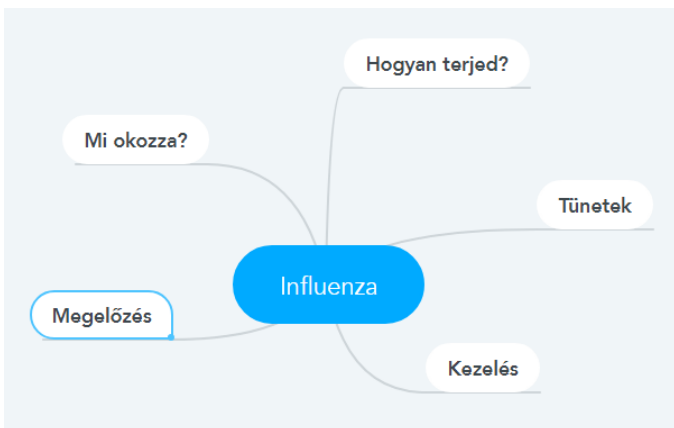 Hogyan terjed?
Mi okozza?
Tünetek
Influenza
Megelőzés
Kezelés